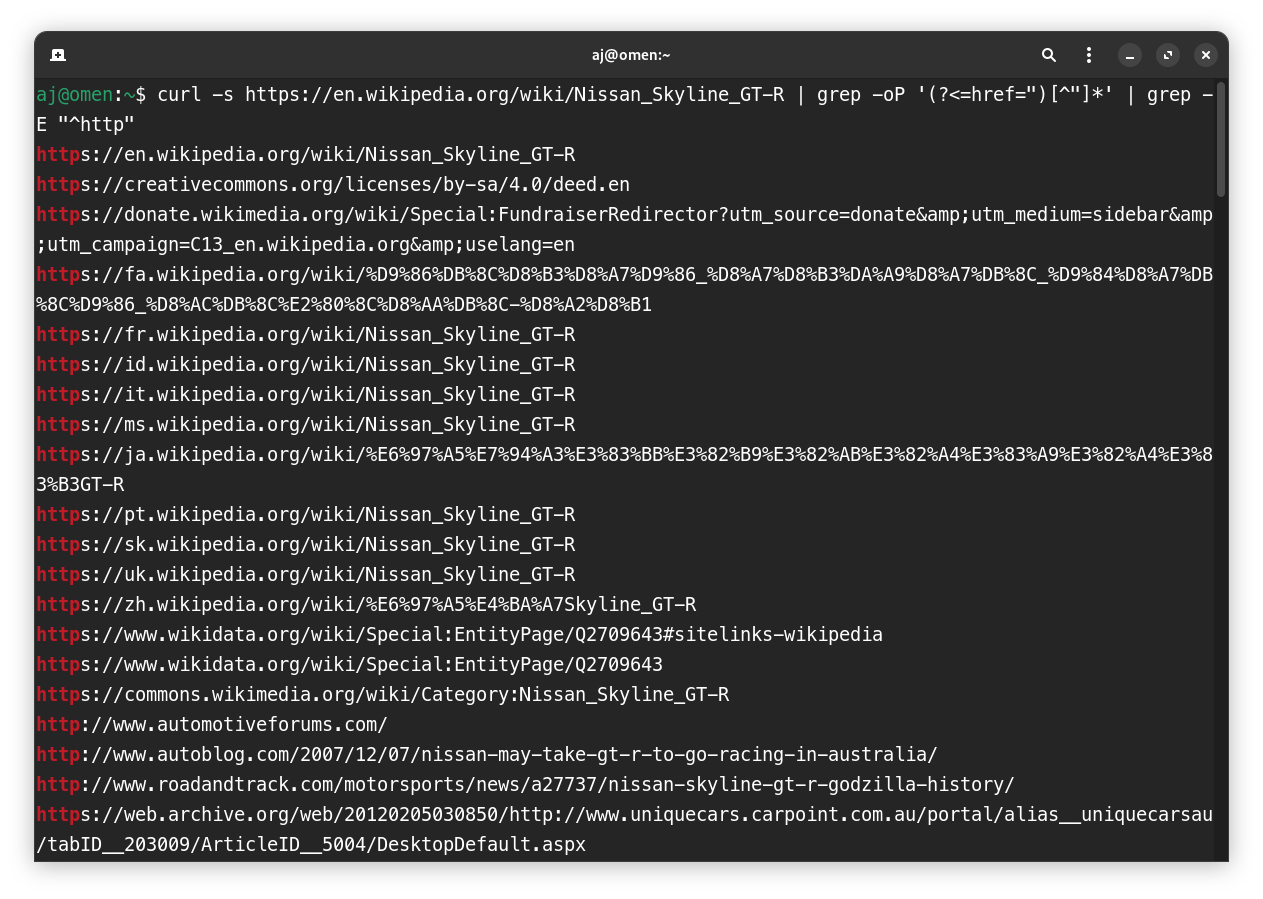 aj@omen:~
aj@omen:~$ curl -s https://en.wikipedia.org/wiki/Nissan_Skyline_GT-R | grep -oP '(?<=href=")[^"]*' | grep -
E "^http"
https://en.wikipedia.org/wiki/Nissan_Skyline_GT-R
https://creativecommons.org/licenses/by-sa/4.0/deed.en
https://donate.wikimedia.org/wiki/Special:FundraiserRedirector?utm_source=donate&amp;utm_medium=sidebar&amp
;utm_campaign=C13_en.wikipedia.org&amp;uselang=en
https://fa.wikipedia.org/wiki/%D9%86%DB%8C%D8%B3%D8%A7%D9%86_%D8%A7%D8%B3%DA%A9%D8%A7%DB%8C_%D9%84%D8%A7%DB
%8C%D9%86_%D8%AC%DB%8C%E2%80%8C%D8%AA%DB%8C-%D8%A2%D8%B1
https://fr.wikipedia.org/wiki/Nissan_Skyline_GT-R
https://id.wikipedia.org/wiki/Nissan_Skyline_GT-R
https://it.wikipedia.org/wiki/Nissan_Skyline_GT-R
https://ms.wikipedia.org/wiki/Nissan_Skyline_GT-R
https://ja.wikipedia.org/wiki/%E6%97%A5%E7%94%A3%E3%83%BB%E3%82%B9%E3%82%AB%E3%82%A4%E3%83%A9%E3%82%A4%E3%8
3%B3GT-R
https://pt.wikipedia.org/wiki/Nissan_Skyline_GT-R
https://sk.wikipedia.org/wiki/Nissan_Skyline_GT-R
https://uk.wikipedia.org/wiki/Nissan_Skyline_GT-R
https://zh.wikipedia.org/wiki/%E6%97%A5%E4%BA%A7Skyline_GT-R
https://www.wikidata.org/wiki/Special:EntityPage/Q2709643#sitelinks-wikipedia
https://www.wikidata.org/wiki/Special:EntityPage/Q2709643
https://commons.wikimedia.org/wiki/Category:Nissan_Skyline_GT-R
http://www.automotiveforums.com/
http://www.autoblog.com/2007/12/07/nissan-may-take-gt-r-to-go-racing-in-australia/
http://www.roadandtrack.com/motorsports/news/a27737/nissan-skyline-gt-r-godzilla-history/
https://web.archive.org/web/20120205030850/http://www.uniquecars.carpoint.com.au/portal/alias__uniquecarsau
/tabID__203009/ArticleID__5004/DesktopDefault.aspx